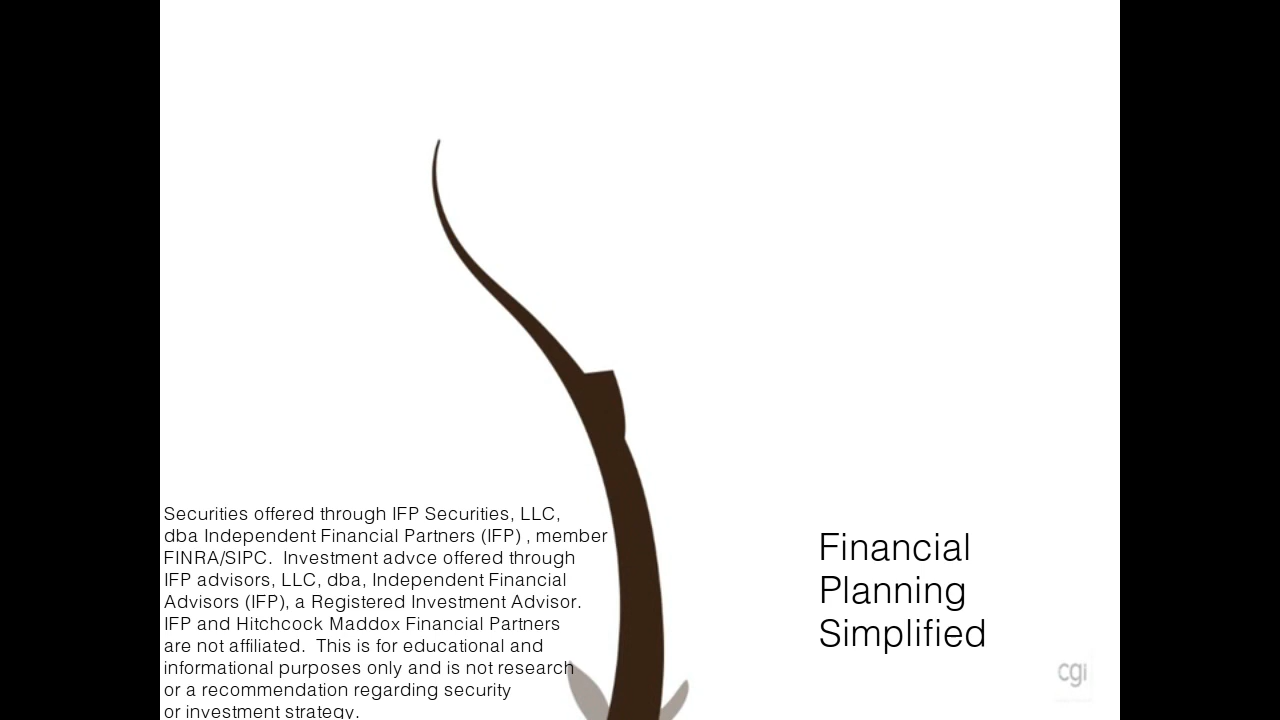 Securities offered through IFP Securities, LLC,
dba Independent Financial Partners (IFP) , member
FINRA/SIPC.  Investment advce offered through
IFP advisors, LLC, dba, Independent Financial
Advisors (IFP), a Registered Investment Advisor.
IFP and Hitchcock Maddox Financial Partners
are not affiliated.  This is for educational and
informational purposes only and is not research
or a recommendation regarding security
or investment strategy.
Financial
Planning
Simplified
cgi